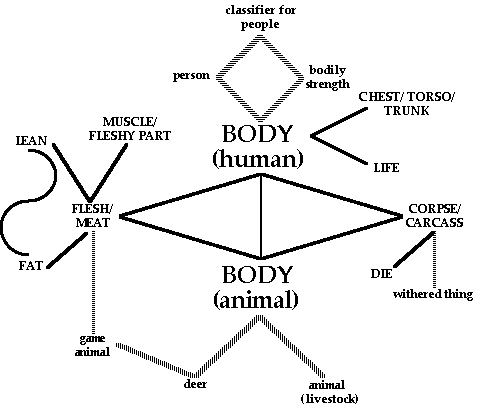 classifier for
people
person
bodily
strength
CHEST/ TORSO/
TRUNK
MUSCLE/
FLESHY PART
BODY
(human)
LEAN
LIFE
FLESH/
MEAT
CORPSE/
CARCASS
FAT
BODY
(animal)
DIE
withered thing
game
animal
deer
animal
(livestock)